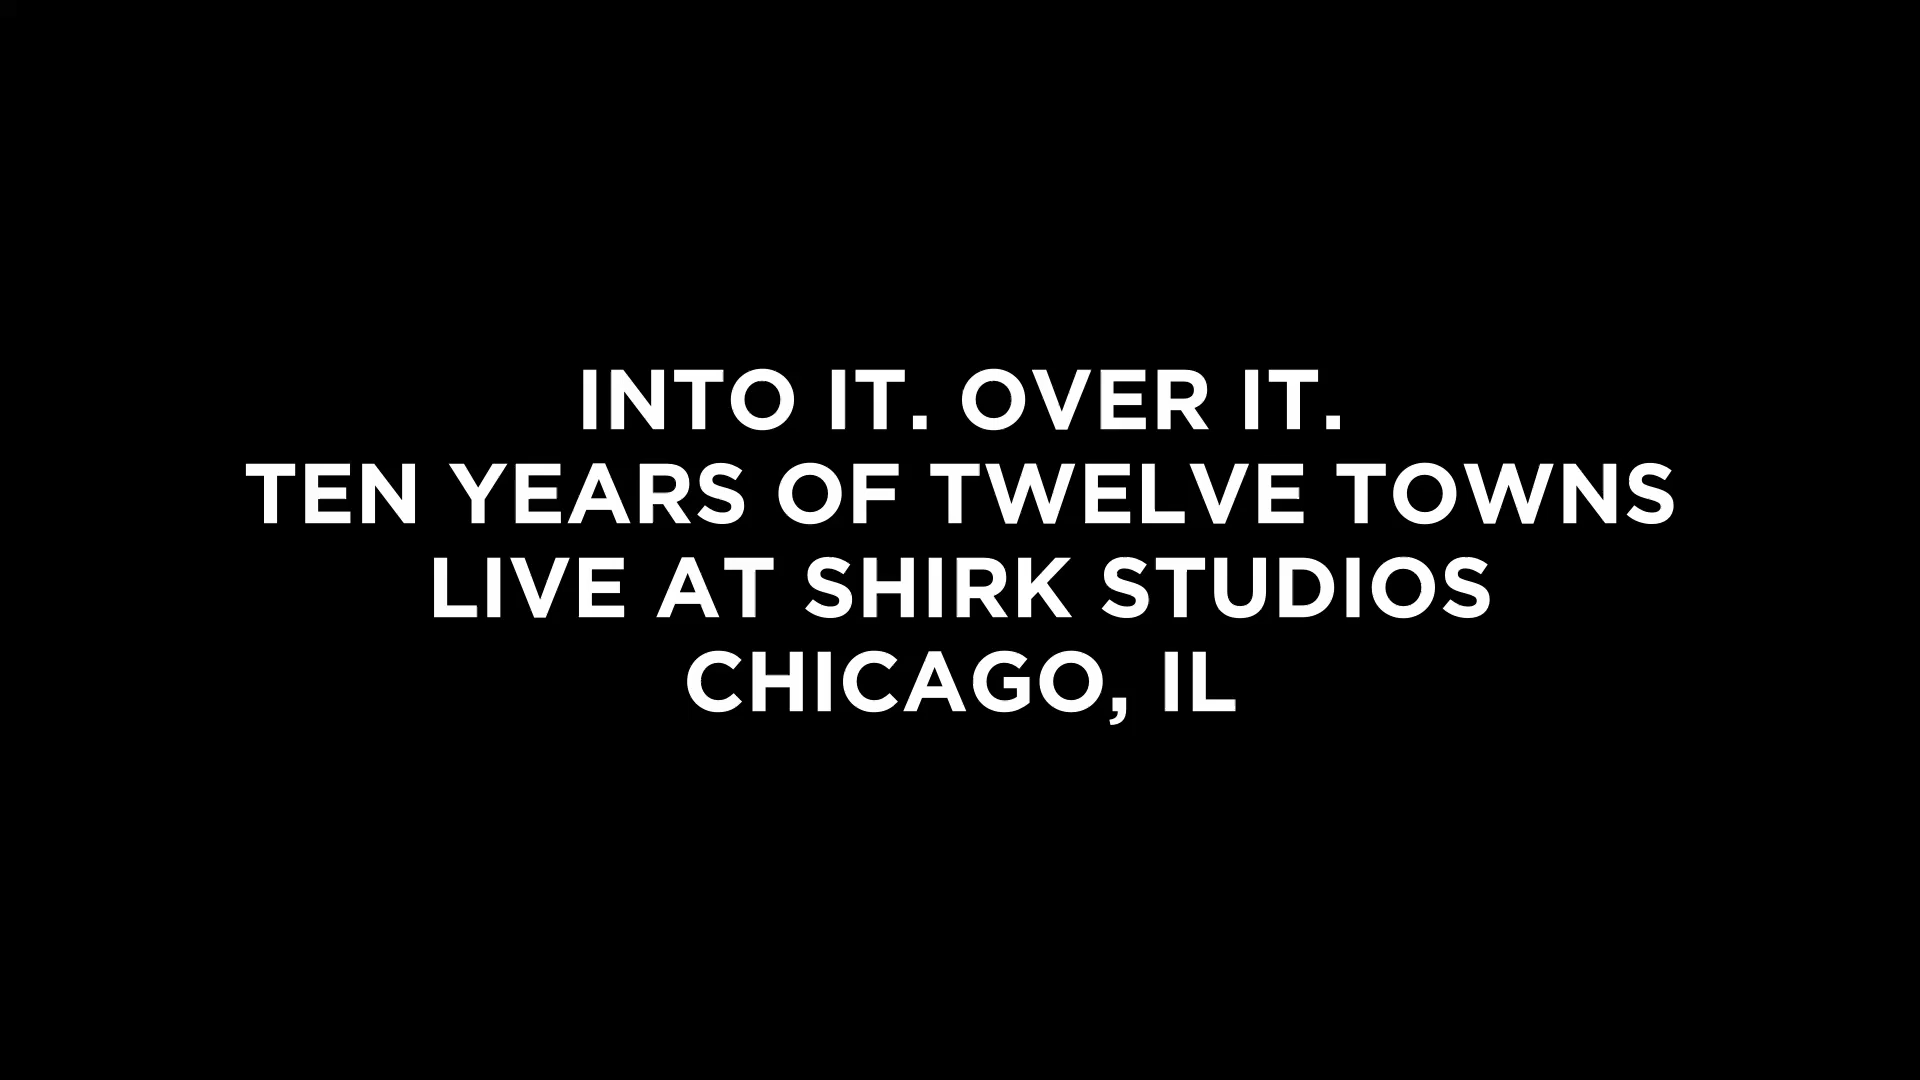 INTO IT. OVER IT.
TEN YEARS OF TWELVE TOWNS
LIVE AT SHIRK STUDIOS
CHICAGO, IL